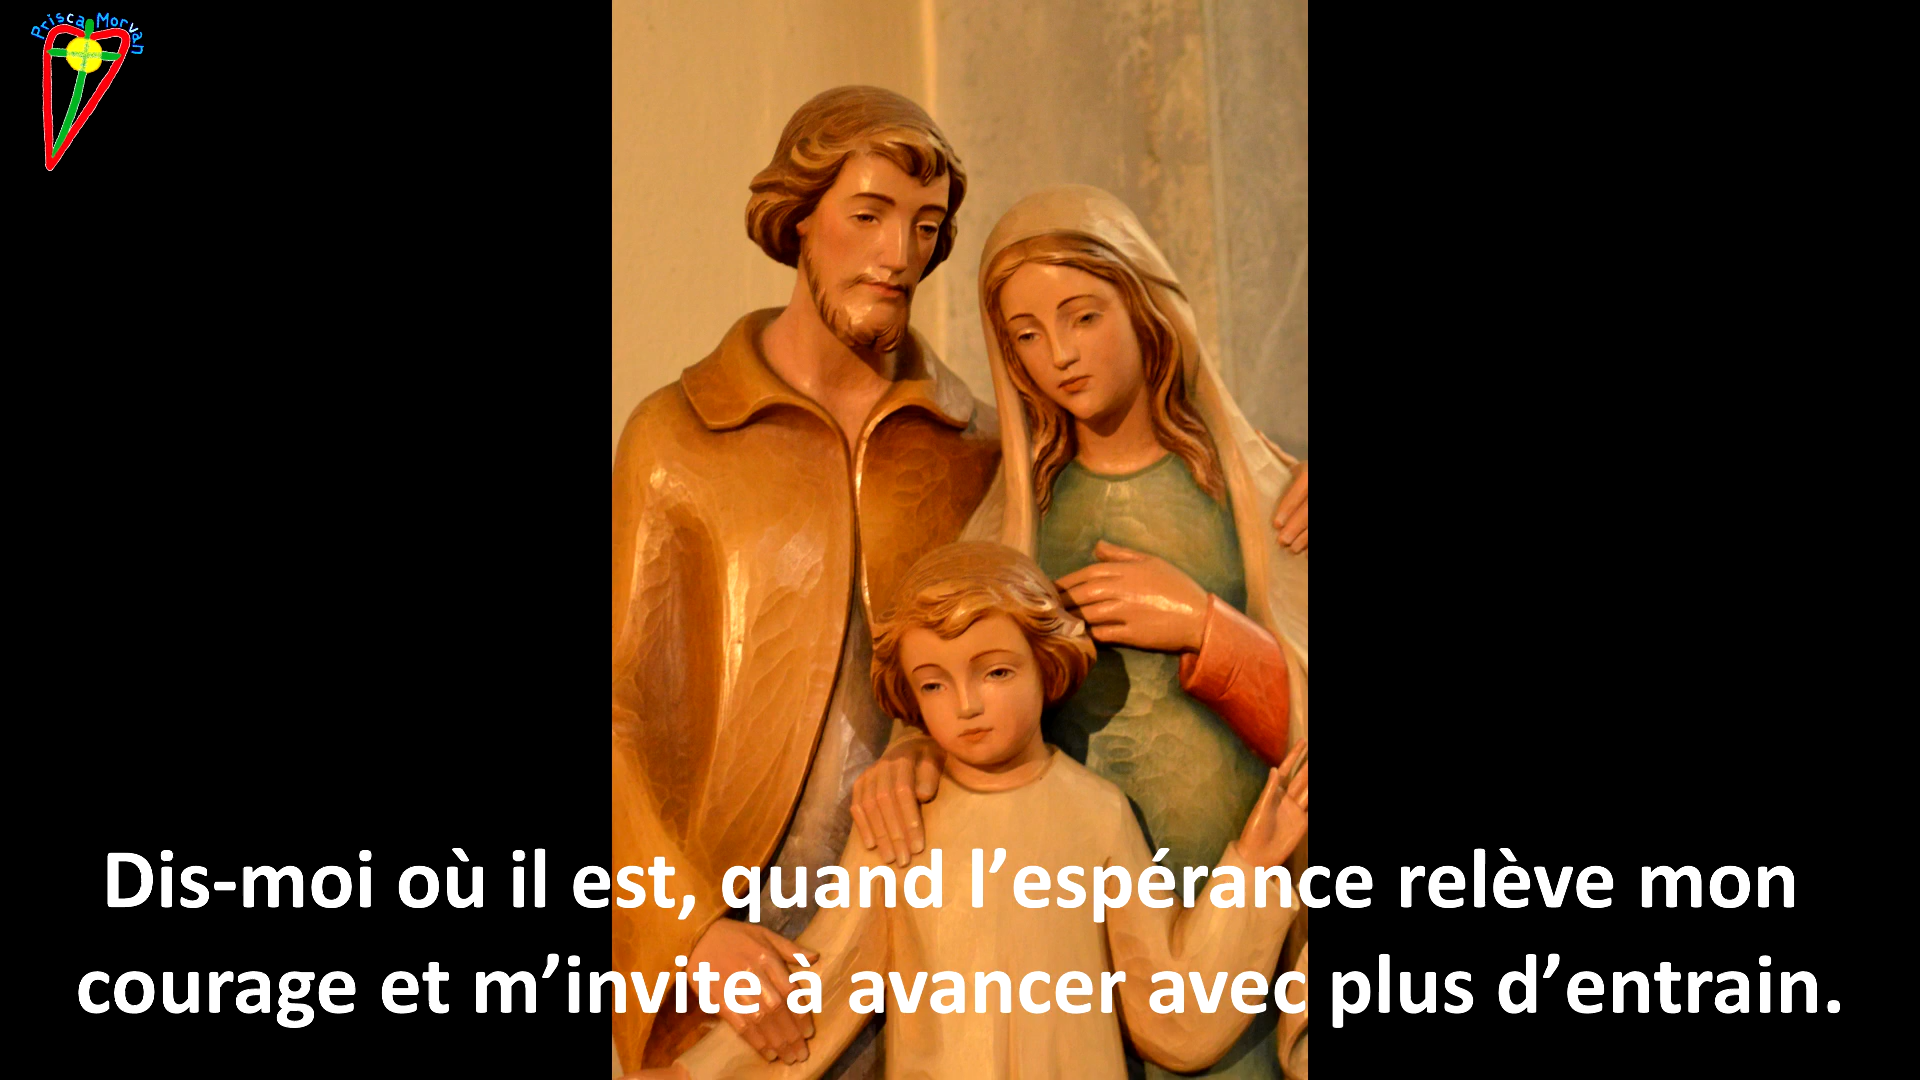 Prisca Morvan
Dis-moi où il est, quand l’espérance relève mon
courage et m’invite à avancer avec plus d’entrain.